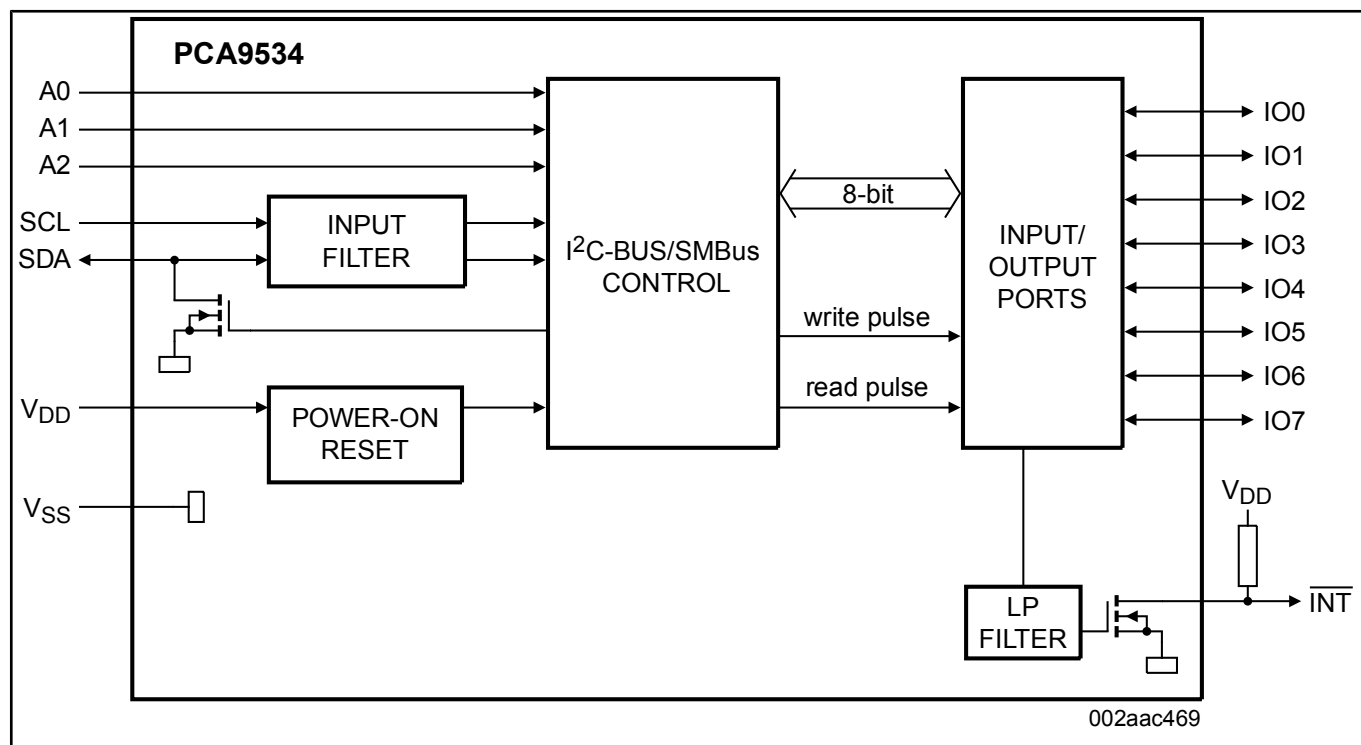 PCA9534
A0
A1
A2
SCL
SDA
VDD
VSS
INPUT
FILTER
POWER-ON
RESET
I2C-BUS/SMBus
CONTROL
8-bit
write pulse
read pulse
INPUT/
OUTPUT
PORTS
IO0
IO1
IO2
IO3
IO4
IO5
IO6
IO7
VDD
LP
FILTER
INT
002aac469